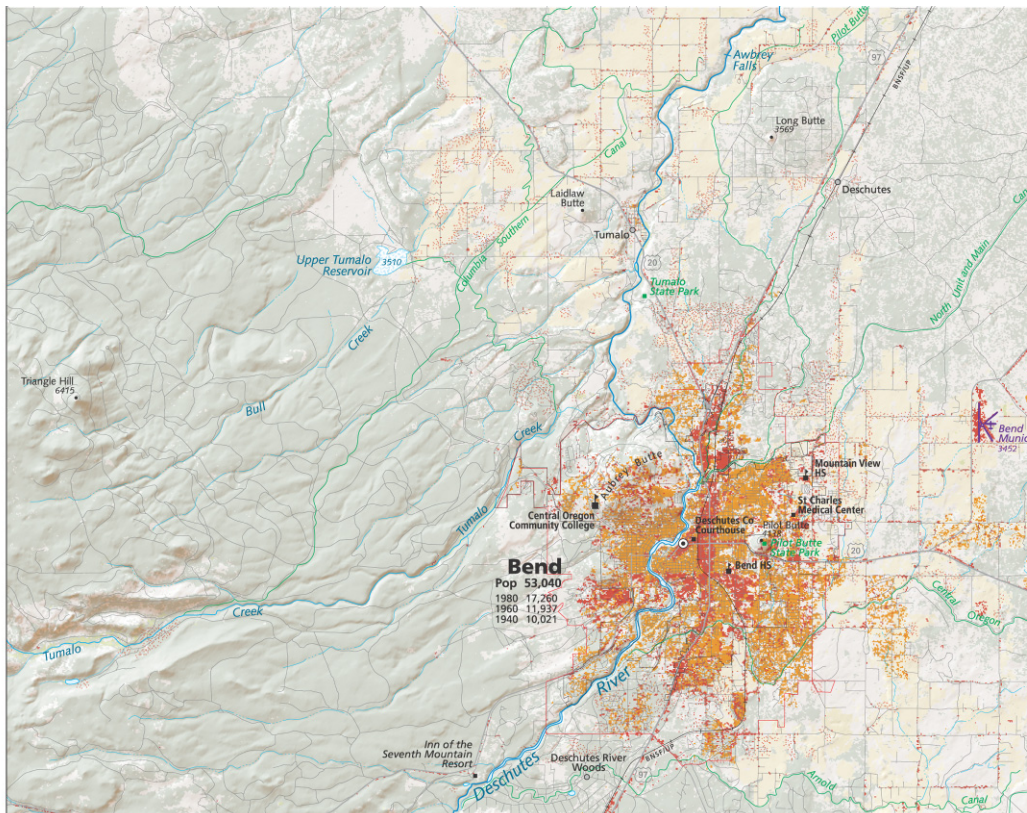 Pilot Butte
97
Awbrey
Falls
BNSF/UP
Long Butte
3569
Canal
Deschutes
Laidlaw
Butte
Tumalo
Southern
Columbia
Upper Tumalo
Reservoir
3510
20
Tumalo
State Park
North Unit and Main
Creek
Bull
Triangle Hill
6415
Creek
Tumalo
Bend
Munic
3452
Awbrey Butte
Mountain View
HS
Central Oregon
Community College
St Charles
Medical Center
Deschutes Co
Courthouse
Pilot Butte
Pilot Butte
State Park
20
Bend HS
Bend
Pop 53,040
1980 17,260
1960 11,937
1940 10,021
Central
Oregon
Creek
Tumalo
River
Deschutes
Inn of the
Seventh Mountain
Resort
Deschutes River
Woods
BNSF/UP
97
Arnold
Canal